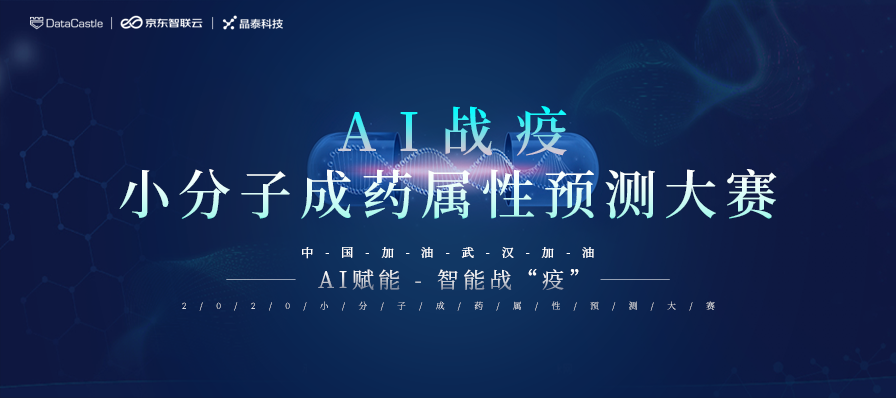 DataCastle | 京东智联云 | 晶泰科技
AI战疫
小分子成药属性预测大赛
中-国-加-油-武-汉-加-油
AI赋能 - 智能战“疫”
2/0/2/0/小/分/子/成/药/属/性/预/测/大/赛